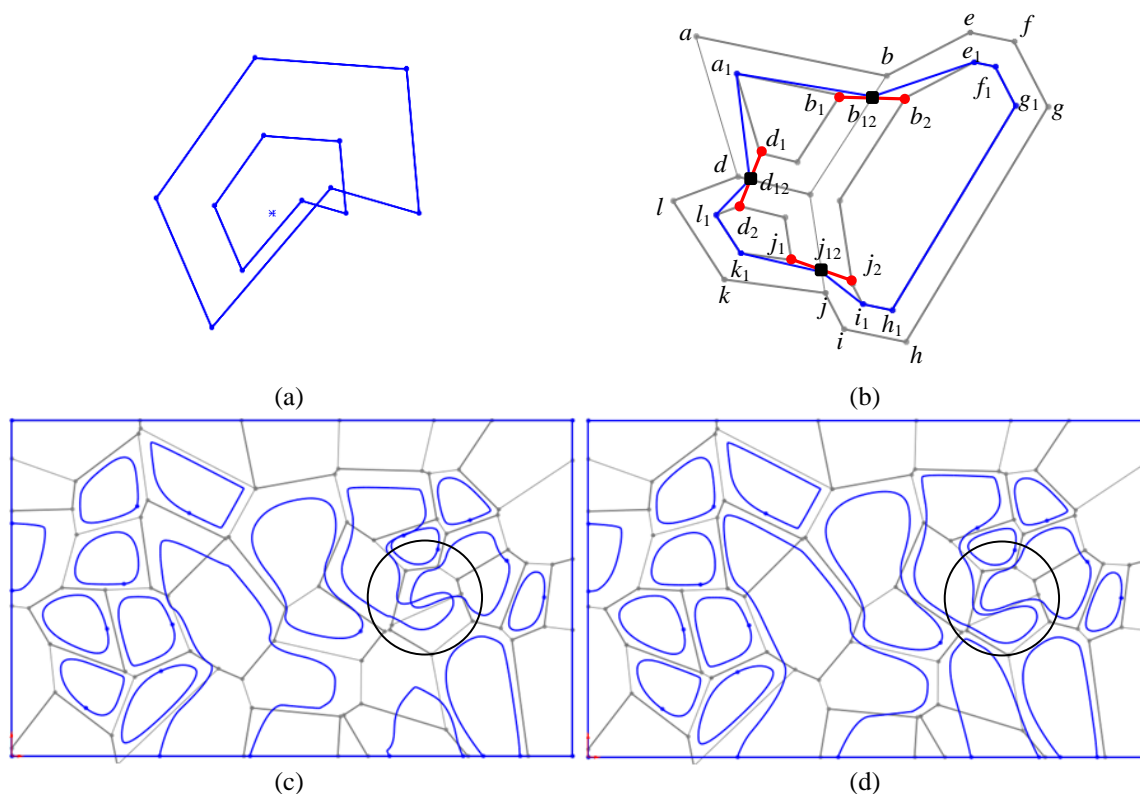 a
b
e
f
a₁
e₁
f₁
b₁
b₁₂
b₂
g₁
g
d₁
d
d₁₂
l
l₁
d₂
j₁
j₁₂
j₂
k₁
k
j
i₁
h₁
i
h
(a)
(b)
(c)
(d)